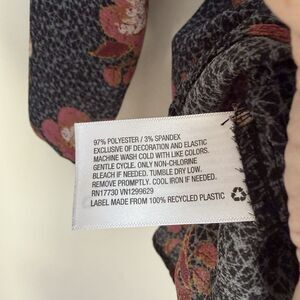 97% POLYESTER / 3% SPANDEX
EXCLUSIVE OF DECORATION AND ELASTIC
MACHINE WASH COLD WITH LIKE COLORS.
GENTLE CYCLE. ONLY NON-CHLORINE
BLEACH IF NEEDED. TUMBLE DRY LOW.
REMOVE PROMPTLY. COOL IRON IF NEEDED.
RN17730 VN1299629
LABEL MADE FROM 100% RECYCLED PLASTIC